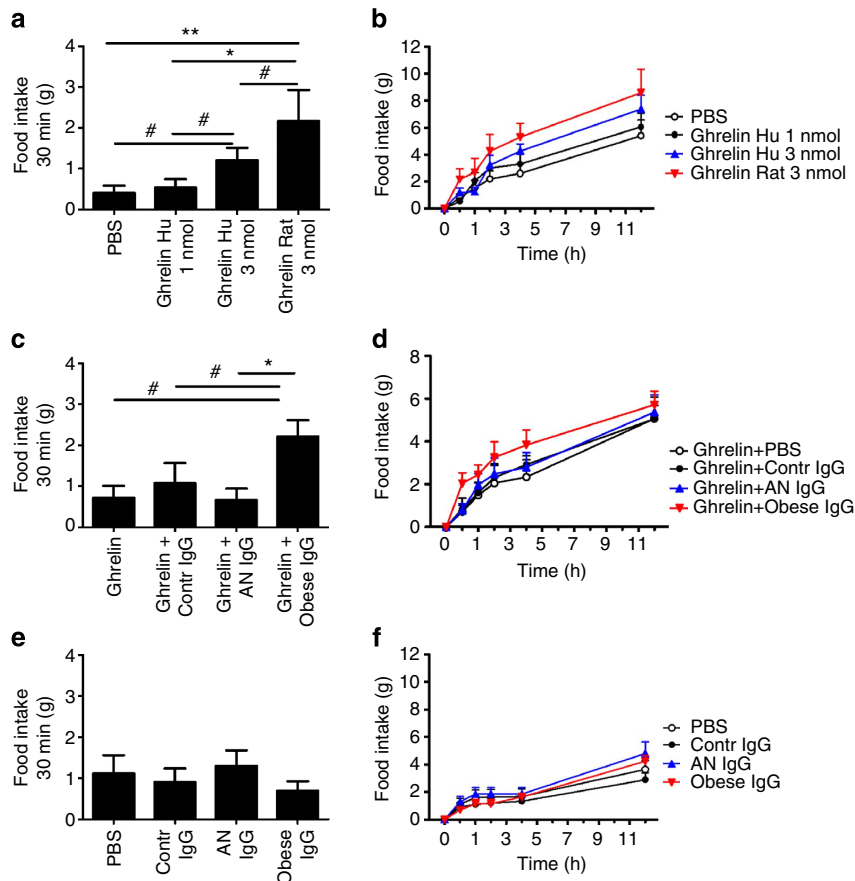 a
**
*
#
#
#
Food intake
30 min (g)
4
3
2
1
0
PBS
Ghrelin Hu
1 nmol
Ghrelin Hu
3 nmol
Ghrelin Rat
3 nmol
b
Food intake (g)
12
10
8
6
4
2
0
0 1 3 5 7 9 11
Time (h)
PBS
Ghrelin Hu 1 nmol
Ghrelin Hu 3 nmol
Ghrelin Rat 3 nmol
c
#
#
*
Food intake
30 min (g)
4
3
2
1
0
Ghrelin
Ghrelin +
Contr IgG
Ghrelin +
AN IgG
Ghrelin +
Obese IgG
d
Food intake (g)
8
6
4
2
0
0 1 3 5 7 9 11
Time (h)
Ghrelin+PBS
Ghrelin+Contr IgG
Ghrelin+AN IgG
Ghrelin+Obese IgG
e
Food intake
30 min (g)
4
3
2
1
0
PBS
Contr
IgG
AN
IgG
Obese
IgG
f
Food intake (g)
12
10
8
6
4
2
0
0 1 3 5 7 9 11
Time (h)
PBS
Contr IgG
AN IgG
Obese IgG